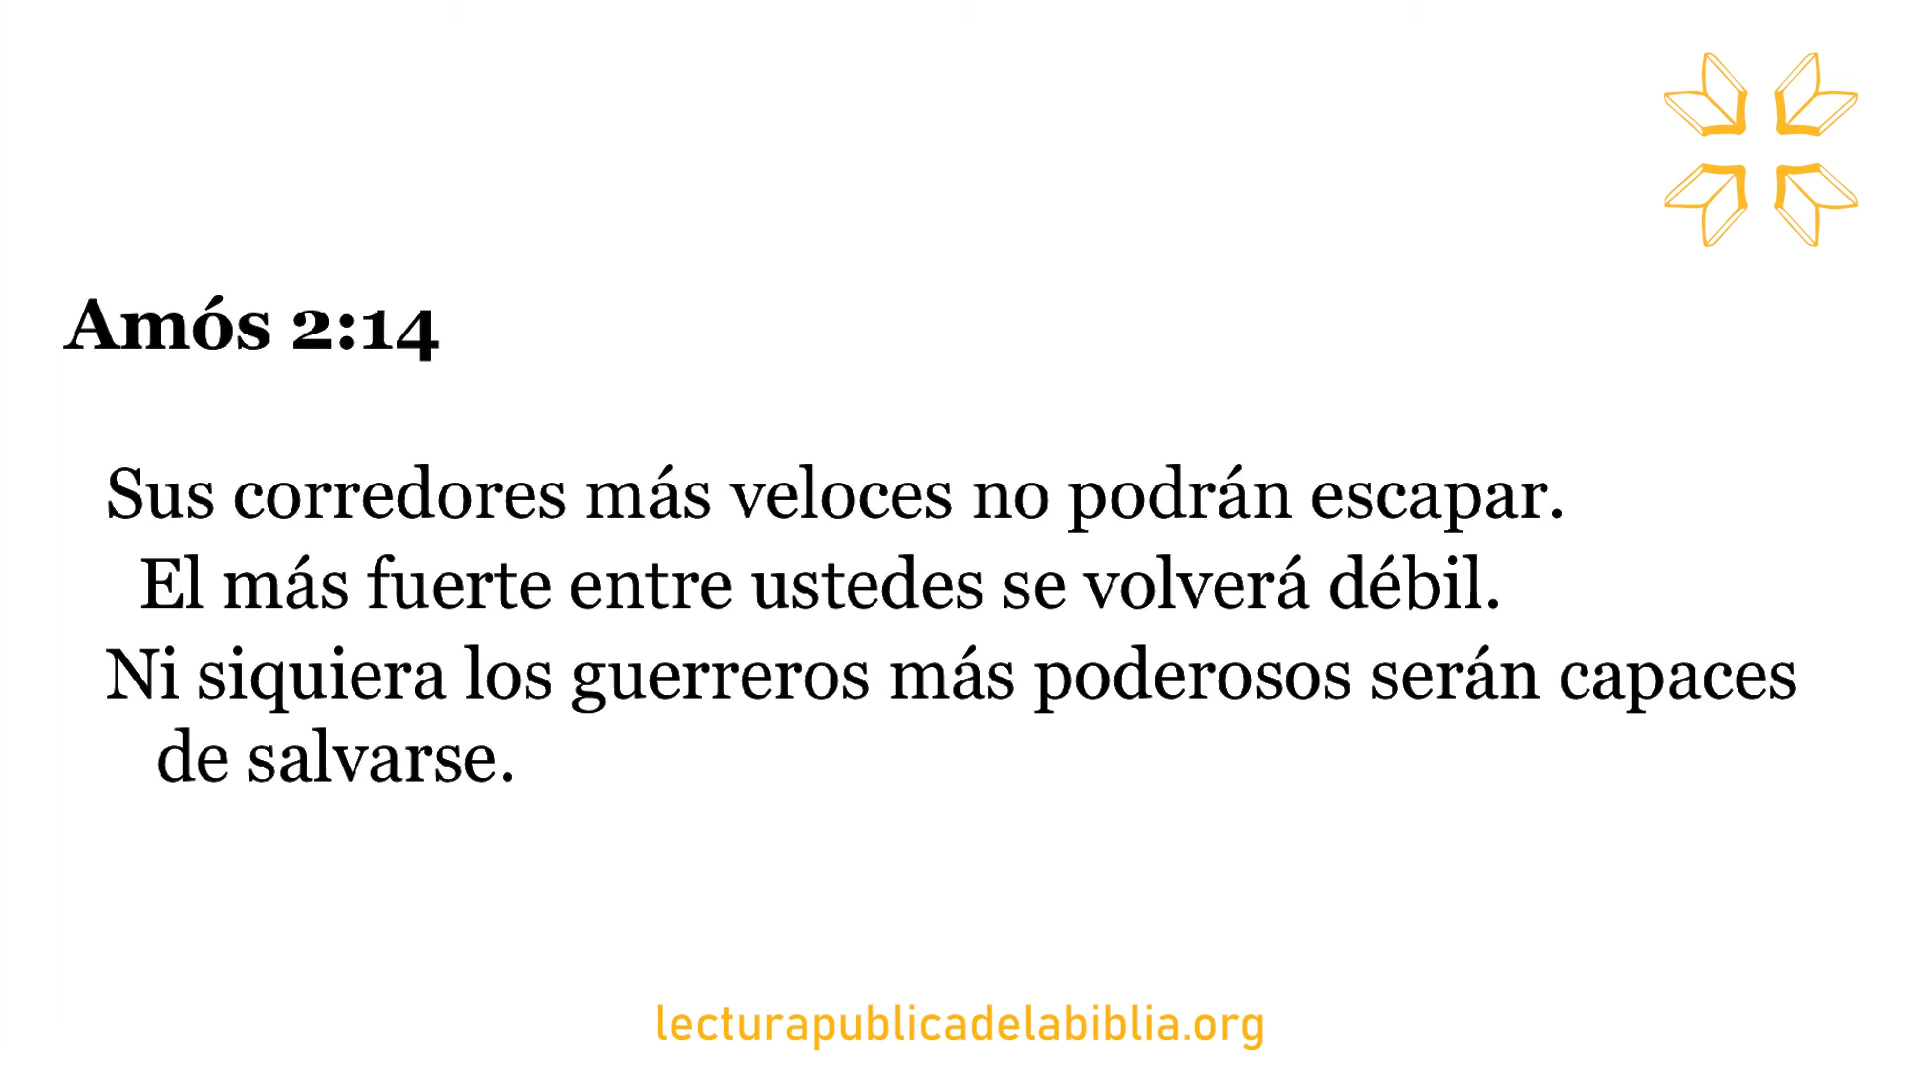 Amós 2:14
Sus corredores más veloces no podrán escapar.
El más fuerte entre ustedes se volverá débil.
Ni siquiera los guerreros más poderosos serán capaces
de salvarse.
lecturapublicadelabiblia.org